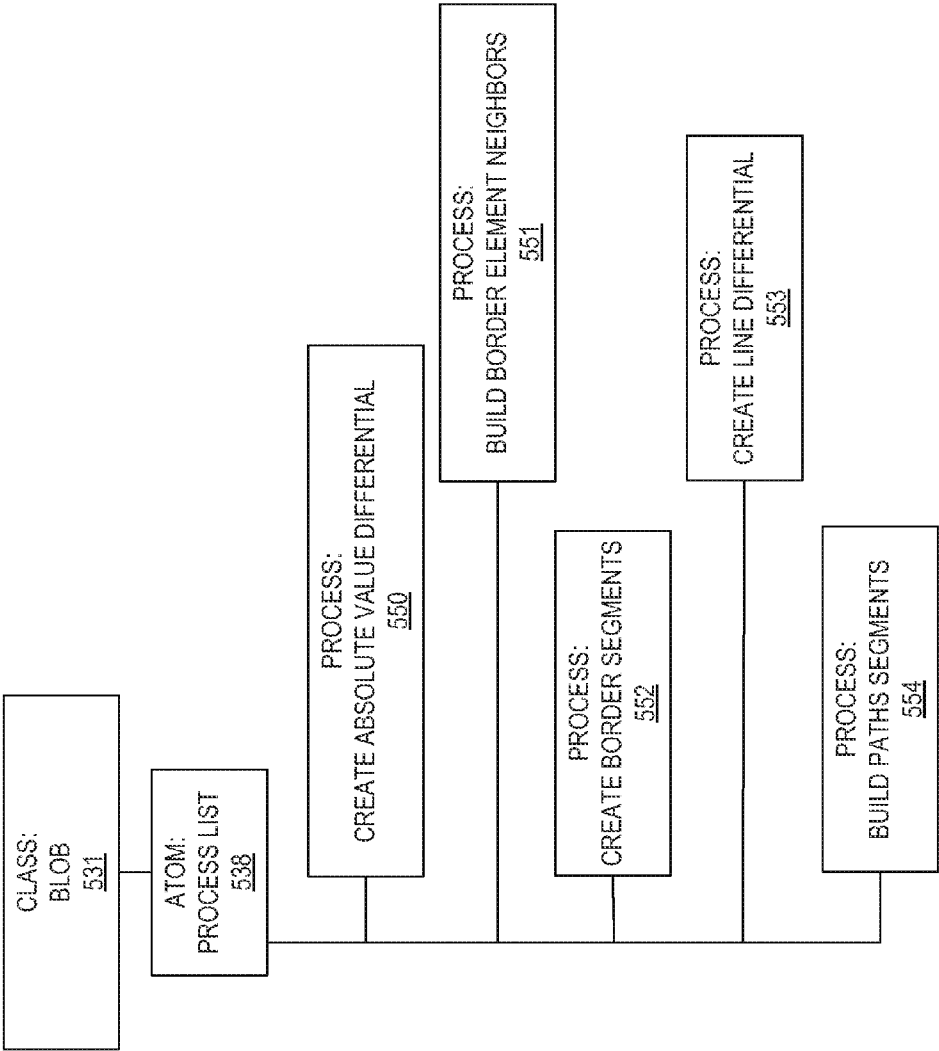 CLASS:
BLOB
531
ATOM:
PROCESS LIST
538
PROCESS:
CREATE ABSOLUTE VALUE DIFFERENTIAL
550
PROCESS:
BUILD BORDER ELEMENT NEIGHBORS
551
PROCESS:
CREATE BORDER SEGMENTS
552
PROCESS:
CREATE LINE DIFFERENTIAL
553
PROCESS:
BUILD PATHS SEGMENTS
554